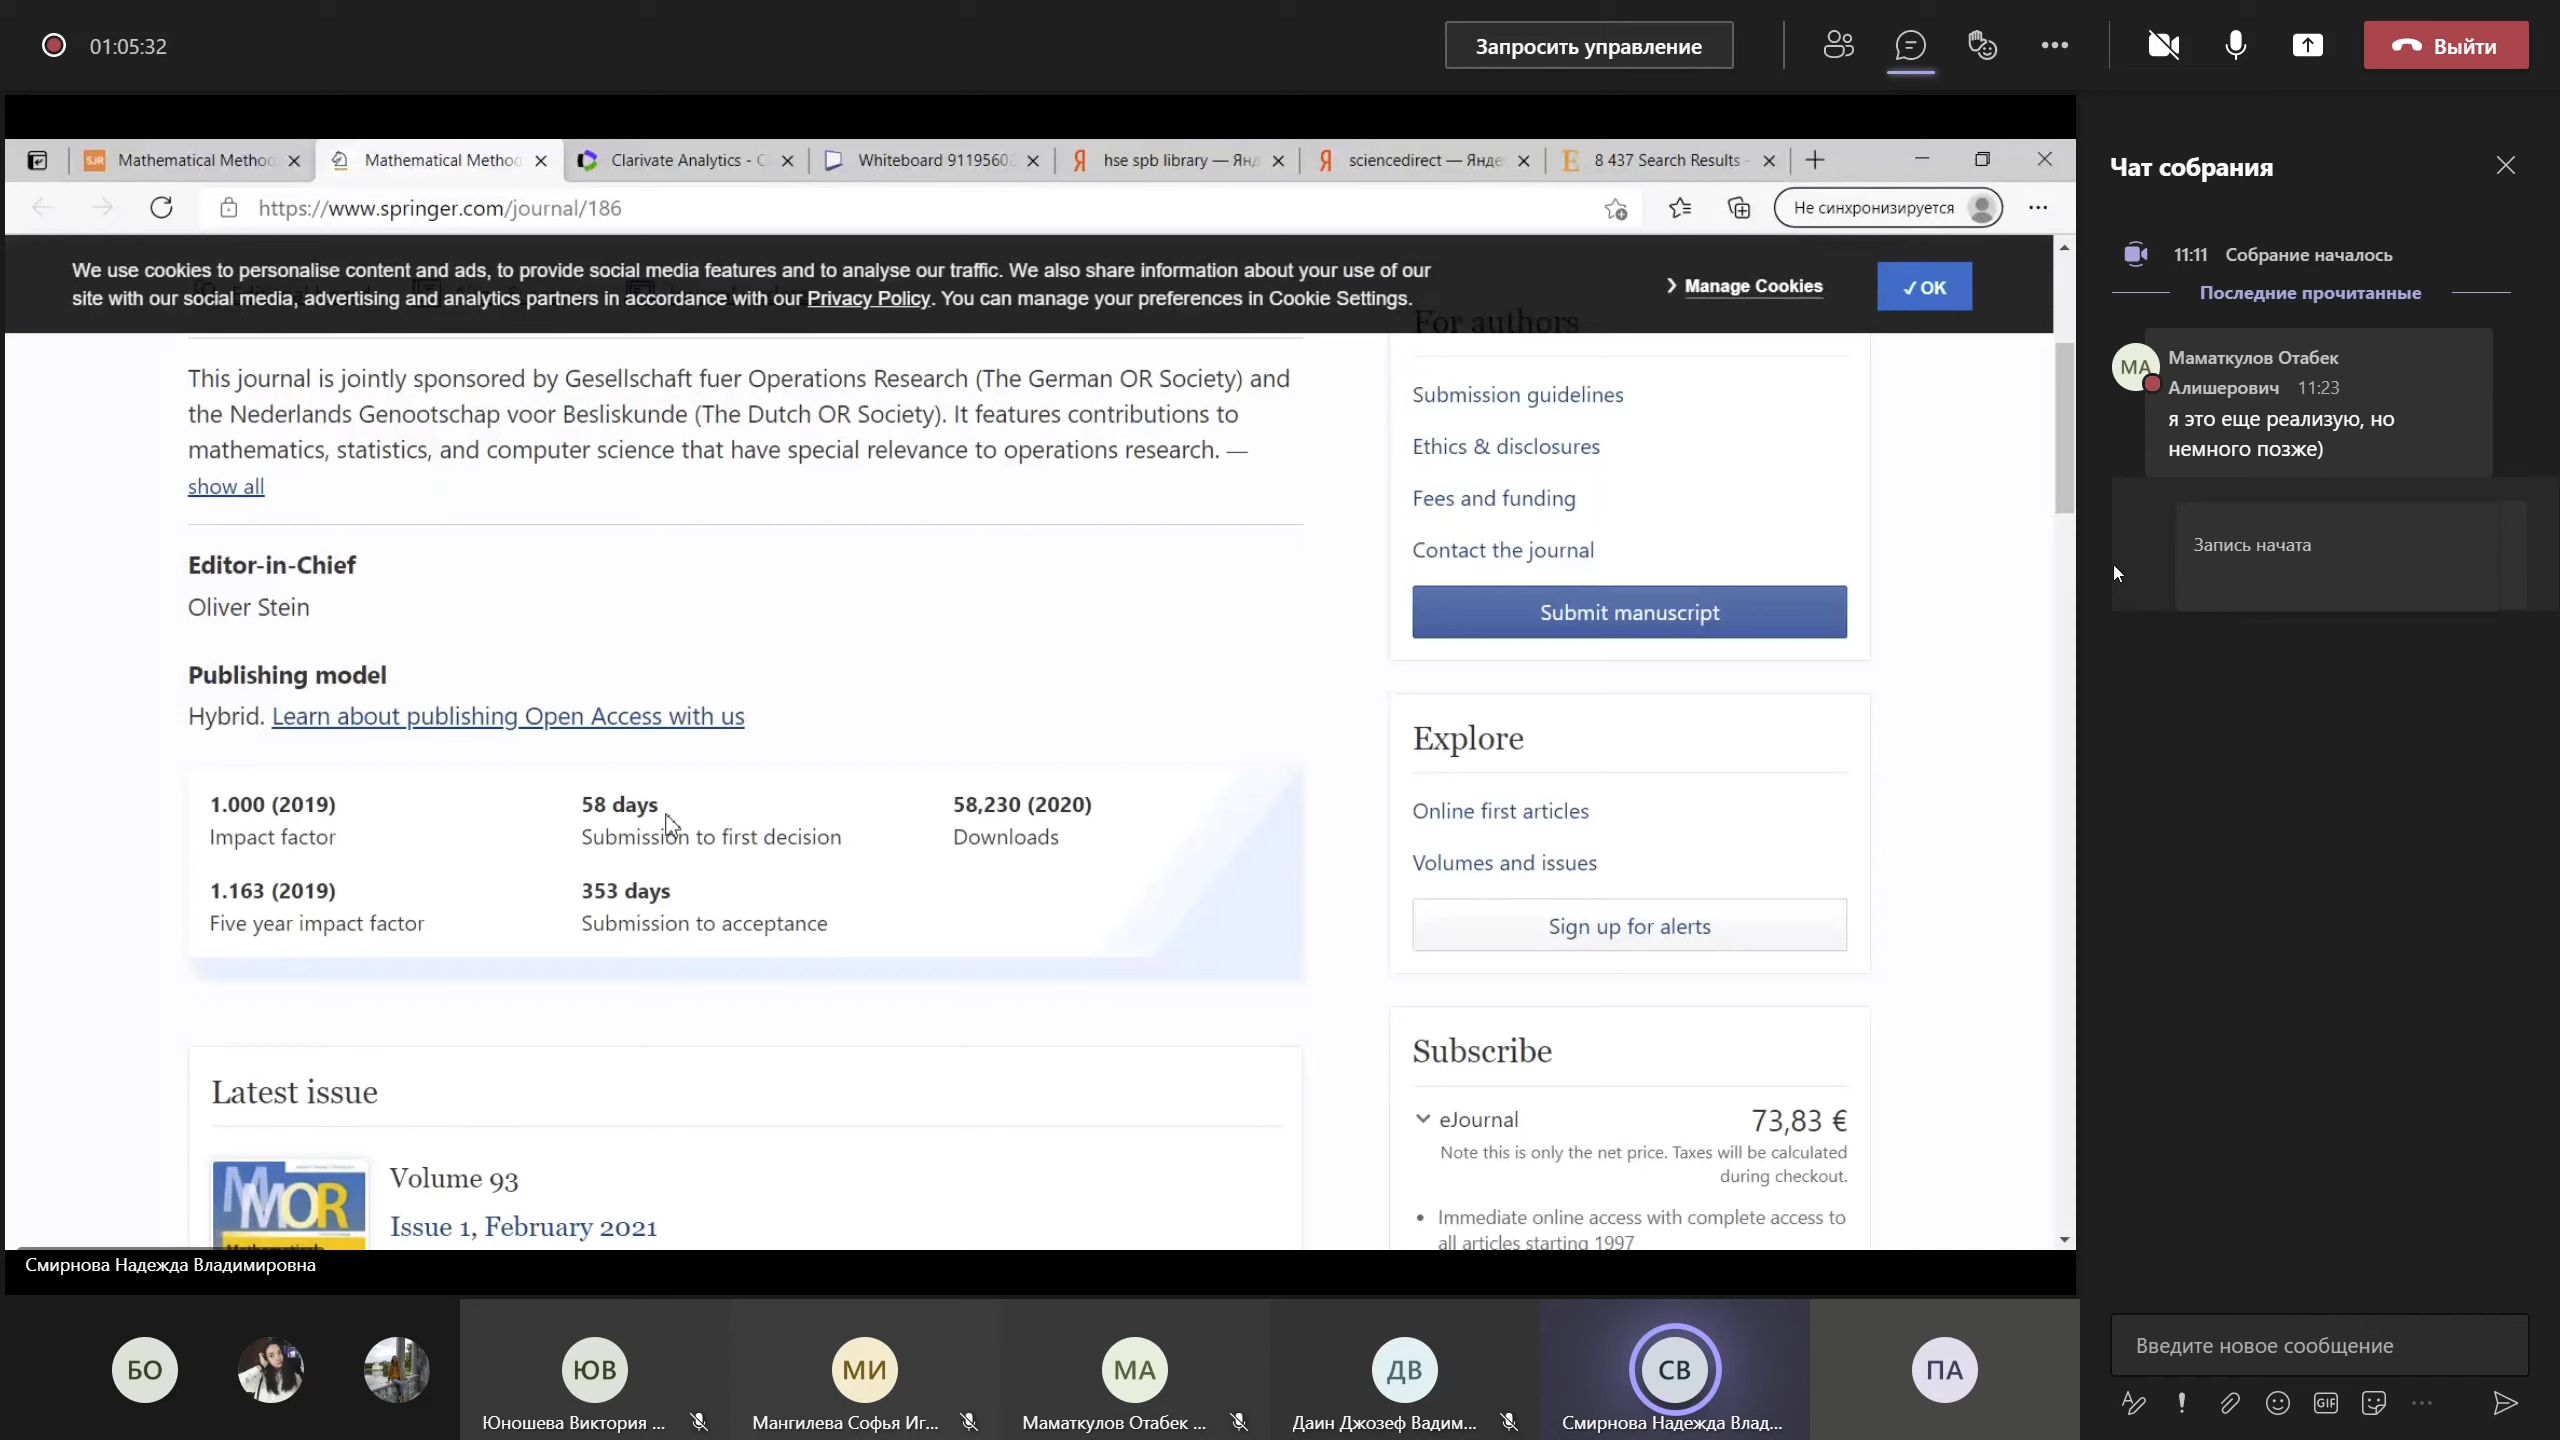 01:05:32
Запросить управление
Выйти
Mathematical Method
Mathematical Method
Clarivate Analytics - C
Whiteboard 9119560
hse spb library — Янд
sciencedirect — Янде
8 437 Search Results -
https://www.springer.com/journal/186
Не синхронизируется
We use cookies to personalise content and ads, to provide social media features and to analyse our traffic. We also share information about your use of our
site with our social media, advertising and analytics partners in accordance with our Privacy Policy. You can manage your preferences in Cookie Settings.
Manage Cookies
✓OK
This journal is jointly sponsored by Gesellschaft fuer Operations Research (The German OR Society) and
the Nederlands Genootschap voor Besliskunde (The Dutch OR Society). It features contributions to
mathematics, statistics, and computer science that have special relevance to operations research. —
show all
Editor-in-Chief
Oliver Stein
Publishing model
Hybrid. Learn about publishing Open Access with us
1.000 (2019)
Impact factor
58 days
Submission to first decision
58,230 (2020)
Downloads
1.163 (2019)
Five year impact factor
353 days
Submission to acceptance
Latest issue
MMOR
Volume 93
Issue 1, February 2021
For authors
Submission guidelines
Ethics & disclosures
Fees and funding
Contact the journal
Submit manuscript
Explore
Online first articles
Volumes and issues
Sign up for alerts
Subscribe
eJournal 73,83 €
Note this is only the net price. Taxes will be calculated
during checkout.
• Immediate online access with complete access to
all articles starting 1997
Смирнова Надежда Владимировна
Чат собрания
11:11 Собрание началось
Последние прочитанные
МА
Маматкулов Отабек
Алишерович 11:23
я это еще реализую, но
немного позже)
Запись начата
Введите новое сообщение
GIF
БО
ЮВ
Юношева Виктория ...
МИ
Мангилева Софья Иг...
МА
Маматкулов Отабек ...
ДВ
Даин Джозеф Вадим...
СВ
Смирнова Надежда Влад...
ПА